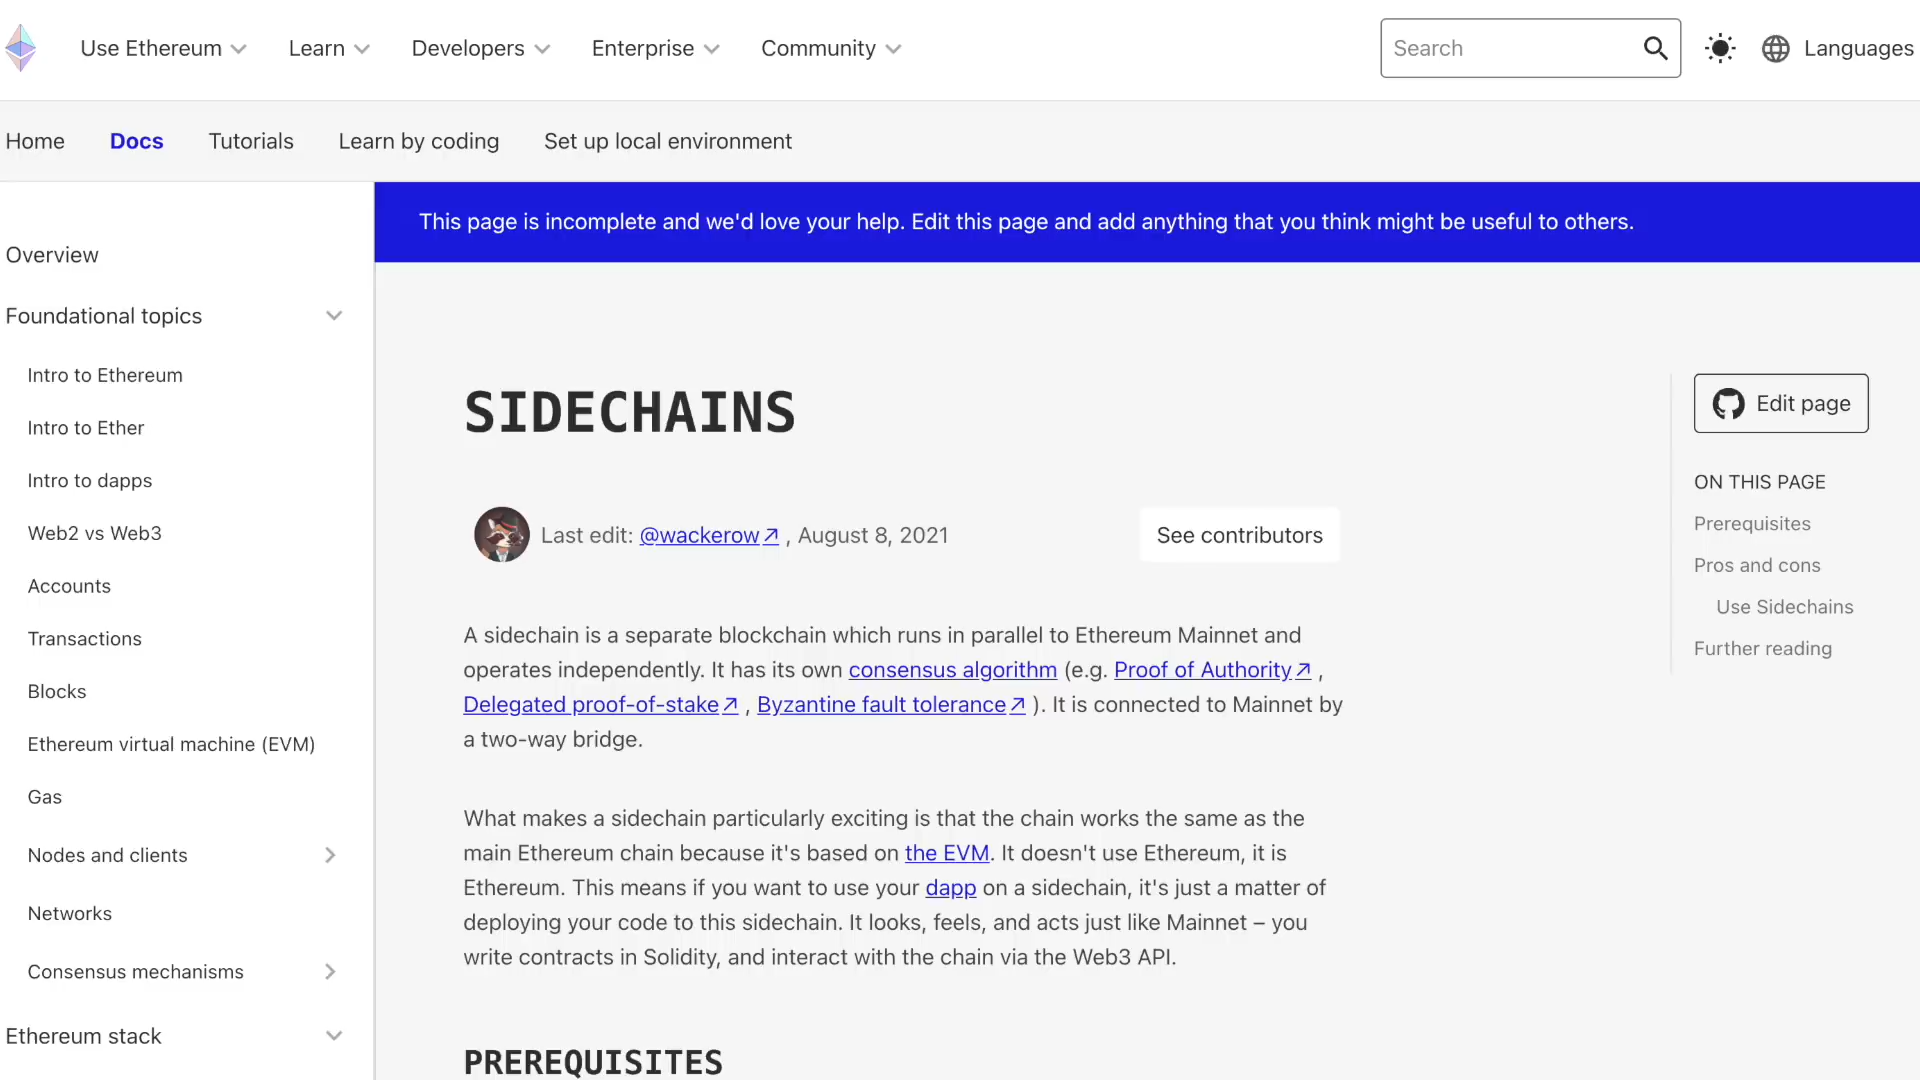 Use Ethereum
Learn
Developers
Enterprise
Community
Search
Languages
Home
Docs
Tutorials
Learn by coding
Set up local environment
Overview
Foundational topics
Intro to Ethereum
Intro to Ether
Intro to dapps
Web2 vs Web3
Accounts
Transactions
Blocks
Ethereum virtual machine (EVM)
Gas
Nodes and clients
Networks
Consensus mechanisms
Ethereum stack
This page is incomplete and we'd love your help. Edit this page and add anything that you think might be useful to others.
SIDECHAINS
Last edit: @wackerow↗ , August 8, 2021
See contributors
A sidechain is a separate blockchain which runs in parallel to Ethereum Mainnet and
operates independently. It has its own consensus algorithm (e.g. Proof of Authority↗ ,
Delegated proof-of-stake↗ , Byzantine fault tolerance↗ ). It is connected to Mainnet by
a two-way bridge.
What makes a sidechain particularly exciting is that the chain works the same as the
main Ethereum chain because it's based on the EVM. It doesn't use Ethereum, it is
Ethereum. This means if you want to use your dapp on a sidechain, it's just a matter of
deploying your code to this sidechain. It looks, feels, and acts just like Mainnet – you
write contracts in Solidity, and interact with the chain via the Web3 API.
PREREQUISITES
Edit page
ON THIS PAGE
Prerequisites
Pros and cons
Use Sidechains
Further reading